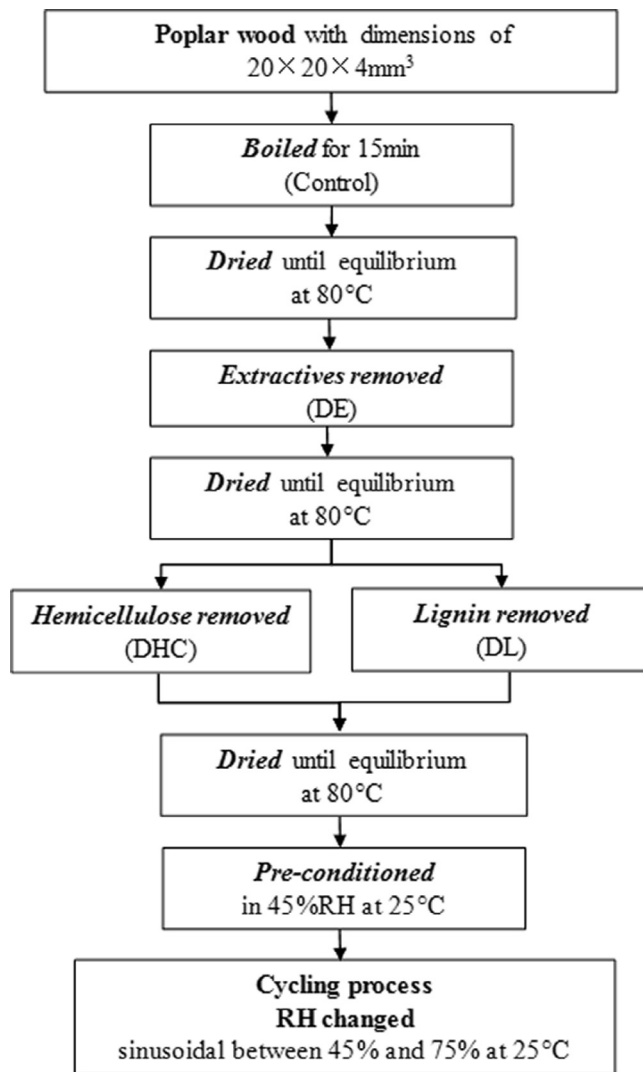 Poplar wood with dimensions of
20×20×4mm³
Boiled for 15min
(Control)
Dried until equilibrium
at 80°C
Extractives removed
(DE)
Dried until equilibrium
at 80°C
Hemicellulose removed
(DHC)
Lignin removed
(DL)
Dried until equilibrium
at 80°C
Pre-conditioned
in 45%RH at 25°C
Cycling process
RH changed
sinusoidal between 45% and 75% at 25°C